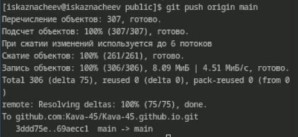 [iskaznacheev@iskaznacheev public]$ git push origin main
Перечисление объектов: 307, готово.
Подсчет объектов: 100% (307/307), готово.
При сжатии изменений используется до 6 потоков
Сжатие объектов: 100% (261/261), готово.
Запись объектов: 100% (306/306), 8.09 МиБ | 4.51 МиБ/с, готово.
Total 306 (delta 75), reused 0 (delta 0), pack-reused 0 (from 0
)
remote: Resolving deltas: 100% (75/75), done.
To github.com:Kava-45/Kava-45.github.io.git
3ddd75e..69aecc1 main -> main